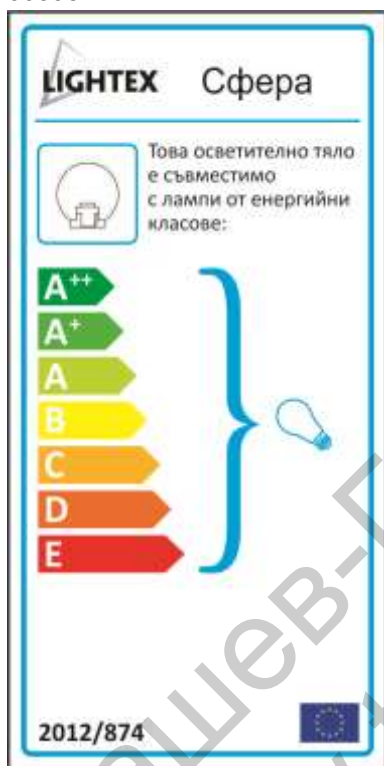 LIGHTEX Сфера
Това осветително тяло
е съвместимо
с лампи от енергийни
класове:
A++
A+
A
B
C
D
E
2012/874